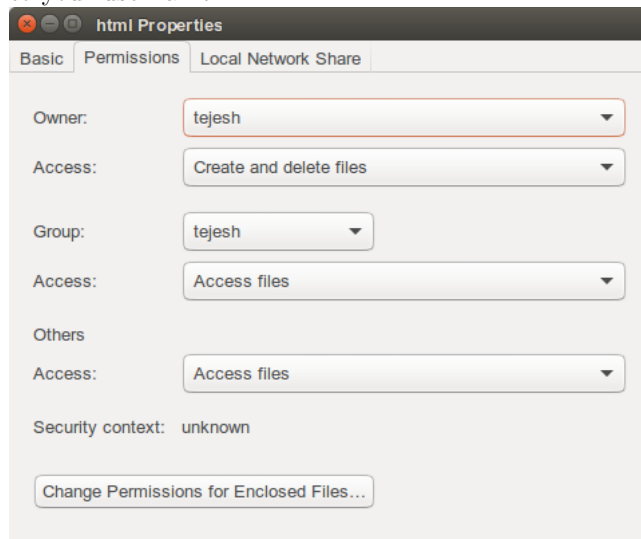 html Properties
Basic Permissions Local Network Share
Owner: tejesh
Access: Create and delete files
Group: tejesh
Access: Access files
Others
Access: Access files
Security context: unknown
Change Permissions for Enclosed Files...